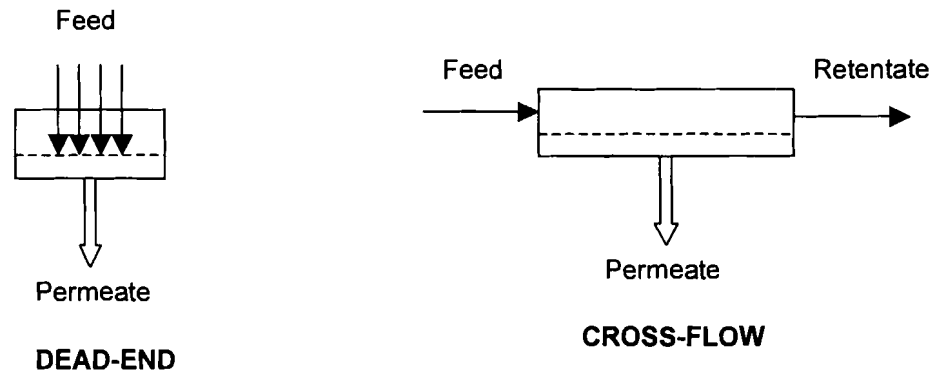 Feed
Permeate
DEAD-END
Feed
Retentate
Permeate
CROSS-FLOW